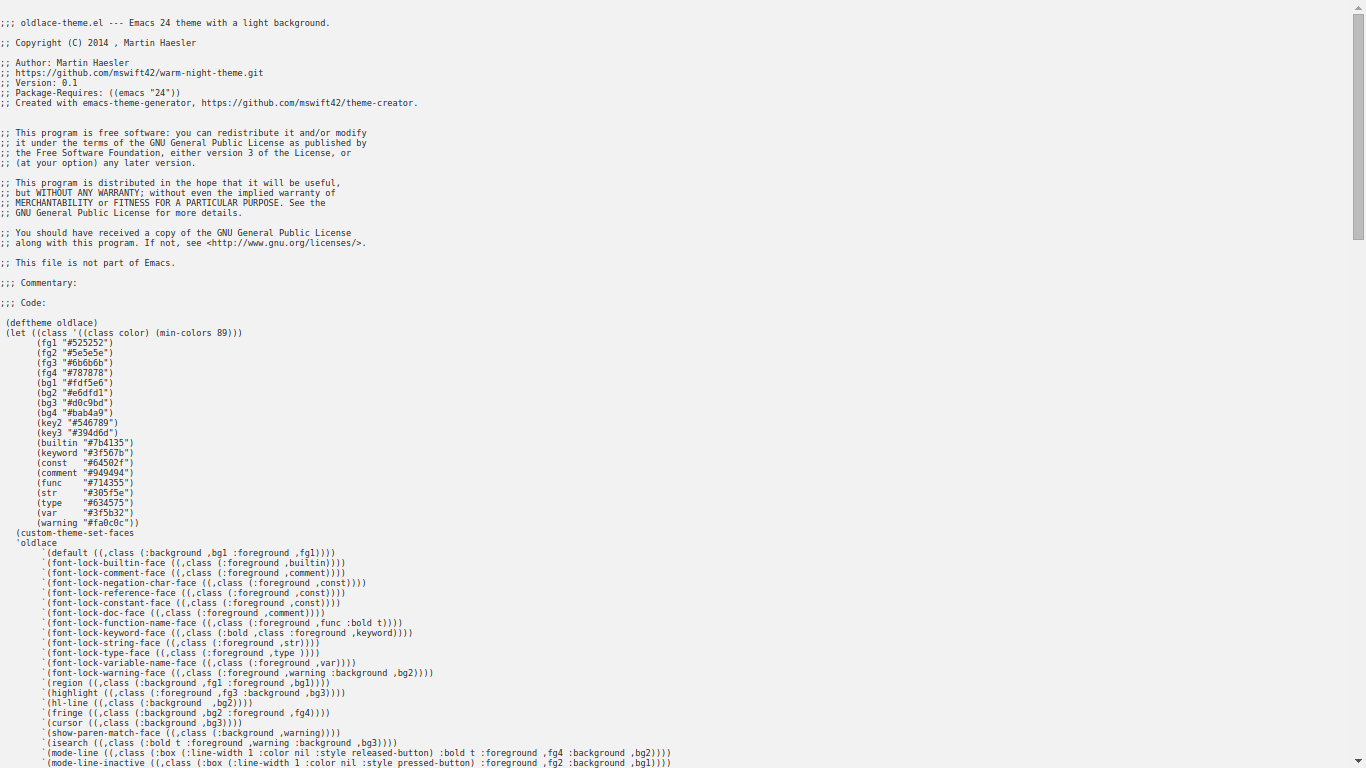 ;;; oldlace-theme.el --- Emacs 24 theme with a light background.

;; Copyright (C) 2014 , Martin Haesler

;; Author: Martin Haesler
;; https://github.com/mswift42/warm-night-theme.git
;; Version: 0.1
;; Package-Requires: ((emacs "24"))
;; Created with emacs-theme-generator, https://github.com/mswift42/theme-creator.


;; This program is free software: you can redistribute it and/or modify
;; it under the terms of the GNU General Public License as published by
;; the Free Software Foundation, either version 3 of the License, or
;; (at your option) any later version.

;; This program is distributed in the hope that it will be useful,
;; but WITHOUT ANY WARRANTY; without even the implied warranty of
;; MERCHANTABILITY or FITNESS FOR A PARTICULAR PURPOSE. See the
;; GNU General Public License for more details.

;; You should have received a copy of the GNU General Public License
;; along with this program. If not, see <http://www.gnu.org/licenses/>.

;; This file is not part of Emacs.

;;; Commentary:

;;; Code:

 (deftheme oldlace)
 (let ((class '((class color) (min-colors 89)))
       (fg1 "#525252")
       (fg2 "#5e5e5e")
       (fg3 "#6b6b6b")
       (fg4 "#787878")
       (bg1 "#fdf5e6")
       (bg2 "#e6dfd1")
       (bg3 "#d0c9bd")
       (bg4 "#bab4a9")
       (key2 "#546789")
       (key3 "#394d6d")
       (builtin "#7b4135")
       (keyword "#3f567b")
       (const   "#64502f")
       (comment "#949494")
       (func    "#714355")
       (str     "#305f5e")
       (type    "#634575")
       (var     "#3f5b32")
       (warning "#fa0c0c"))
   (custom-theme-set-faces
   'oldlace
        `(default ((,class (:background ,bg1 :foreground ,fg1))))
        `(font-lock-builtin-face ((,class (:foreground ,builtin))))
        `(font-lock-comment-face ((,class (:foreground ,comment))))
        `(font-lock-negation-char-face ((,class (:foreground ,const))))
        `(font-lock-reference-face ((,class (:foreground ,const))))
        `(font-lock-constant-face ((,class (:foreground ,const))))
        `(font-lock-doc-face ((,class (:foreground ,comment))))
        `(font-lock-function-name-face ((,class (:foreground ,func :bold t))))
        `(font-lock-keyword-face ((,class (:bold ,class :foreground ,keyword))))
        `(font-lock-string-face ((,class (:foreground ,str))))
        `(font-lock-type-face ((,class (:foreground ,type ))))
        `(font-lock-variable-name-face ((,class (:foreground ,var))))
        `(font-lock-warning-face ((,class (:foreground ,warning :background ,bg2))))
        `(region ((,class (:background ,fg1 :foreground ,bg1))))
        `(highlight ((,class (:foreground ,fg3 :background ,bg3))))
        `(hl-line ((,class (:background  ,bg2))))
        `(fringe ((,class (:background ,bg2 :foreground ,fg4))))
        `(cursor ((,class (:background ,bg3))))
        `(show-paren-match-face ((,class (:background ,warning))))
        `(isearch ((,class (:bold t :foreground ,warning :background ,bg3))))
        `(mode-line ((,class (:box (:line-width 1 :color nil :style released-button) :bold t :foreground ,fg4 :background ,bg2))))
        `(mode-line-inactive ((,class (:box (:line-width 1 :color nil :style pressed-button) :foreground ,fg2 :background ,bg1))))